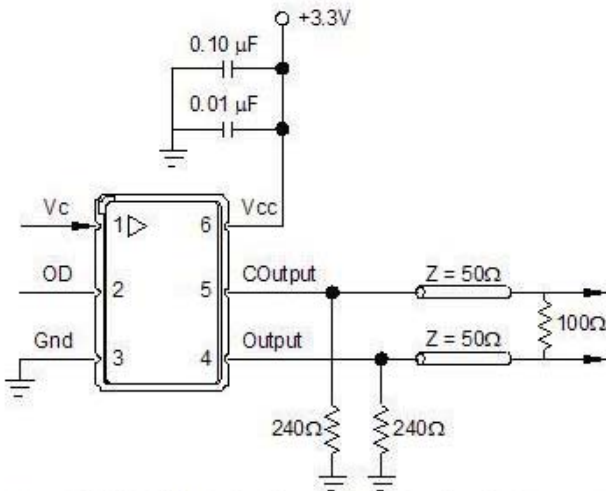 +3.3V
0.10 μF
0.01 μF
Vc
1
6
Vcc
OD
2
5
COutput
Z = 50Ω
100Ω
Gnd
3
4
Output
Z = 50Ω
240Ω
240Ω